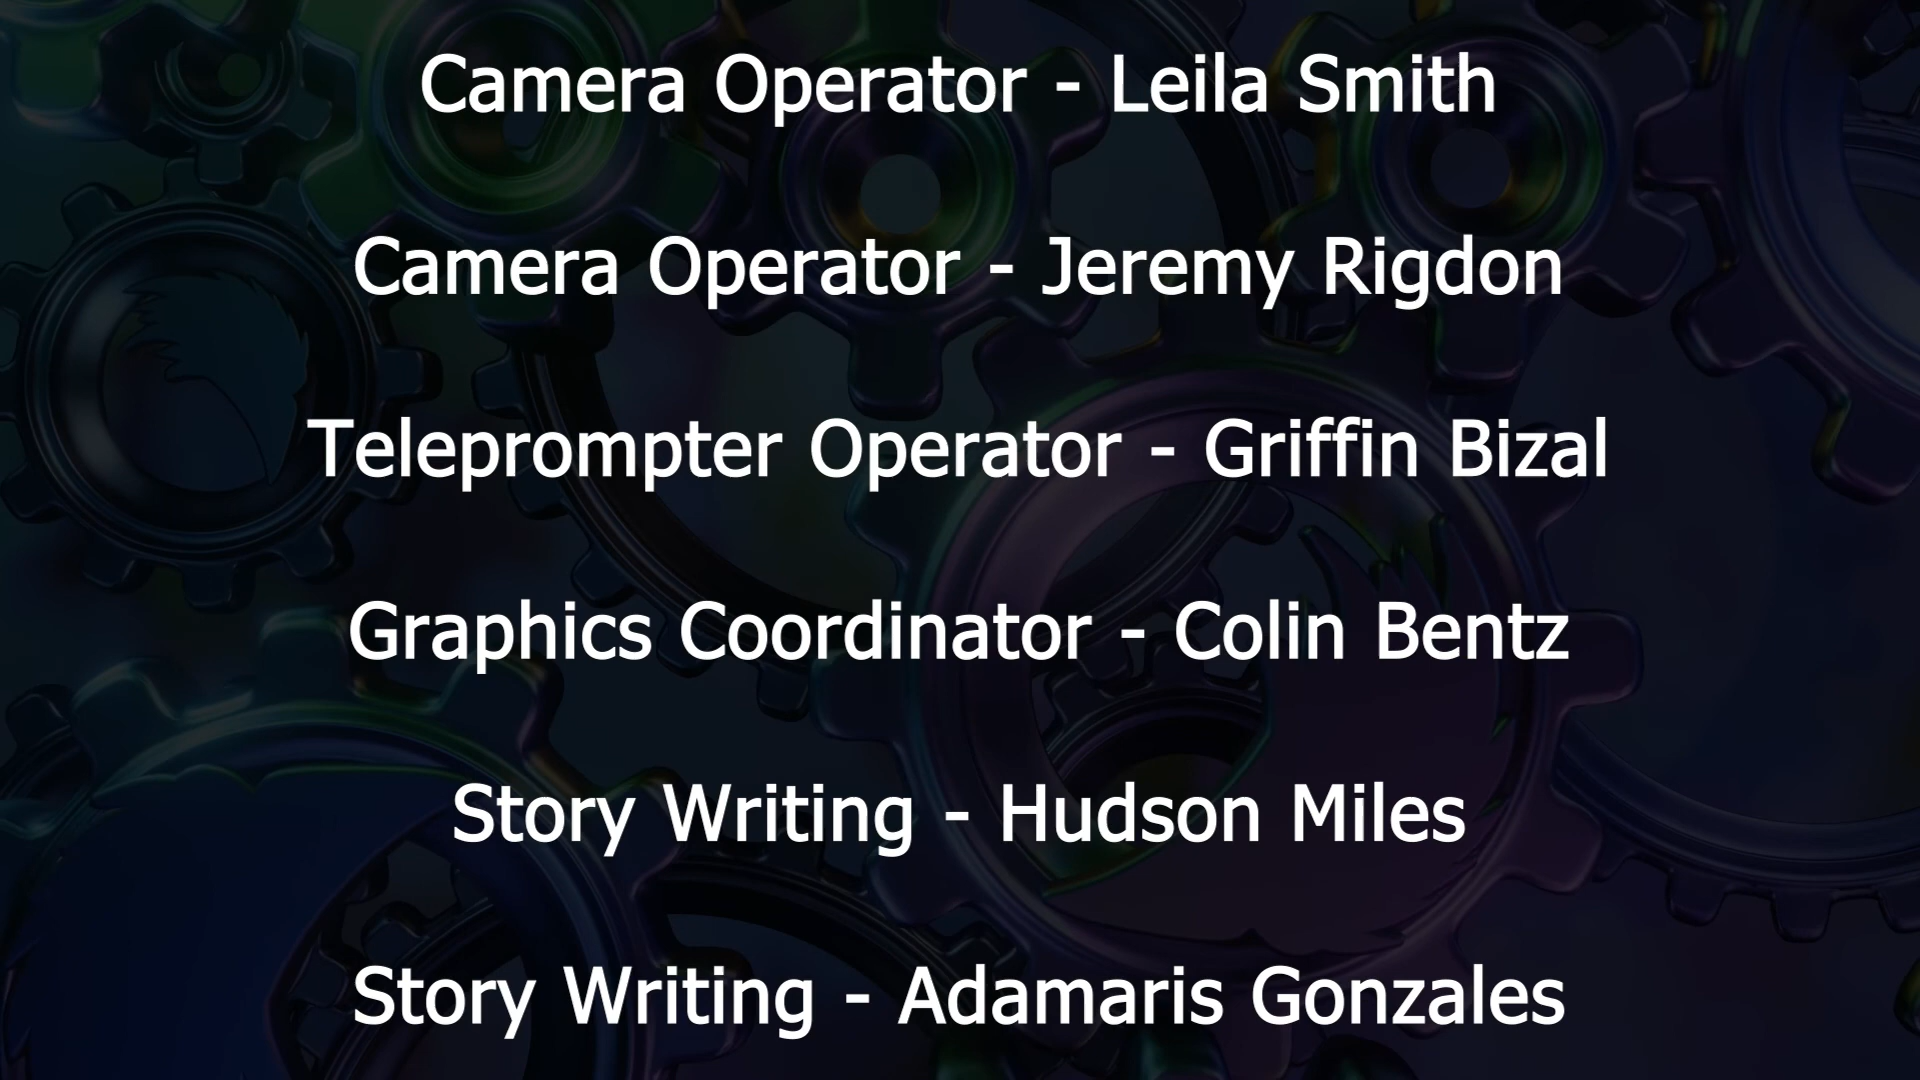 Camera Operator - Leila Smith
Camera Operator - Jeremy Rigdon
Teleprompter Operator - Griffin Bizal
Graphics Coordinator - Colin Bentz
Story Writing - Hudson Miles
Story Writing - Adamaris Gonzales